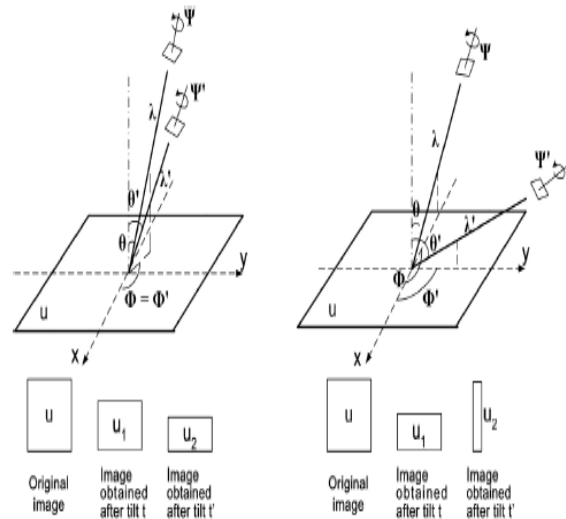 Ψ
Ψ'
λ
λ'
θ'
θ
Φ = Φ'
y
u
x
u
u₁
u₂
Original
image
Image
obtained
after tilt t
Image
obtained
after tilt t'
Ψ
Ψ'
λ
λ'
θ
θ'
Φ
Φ'
y
u
x
u
u₁
u₂
Original
image
Image
obtained
after tilt t
Image
obtained
after tilt t'